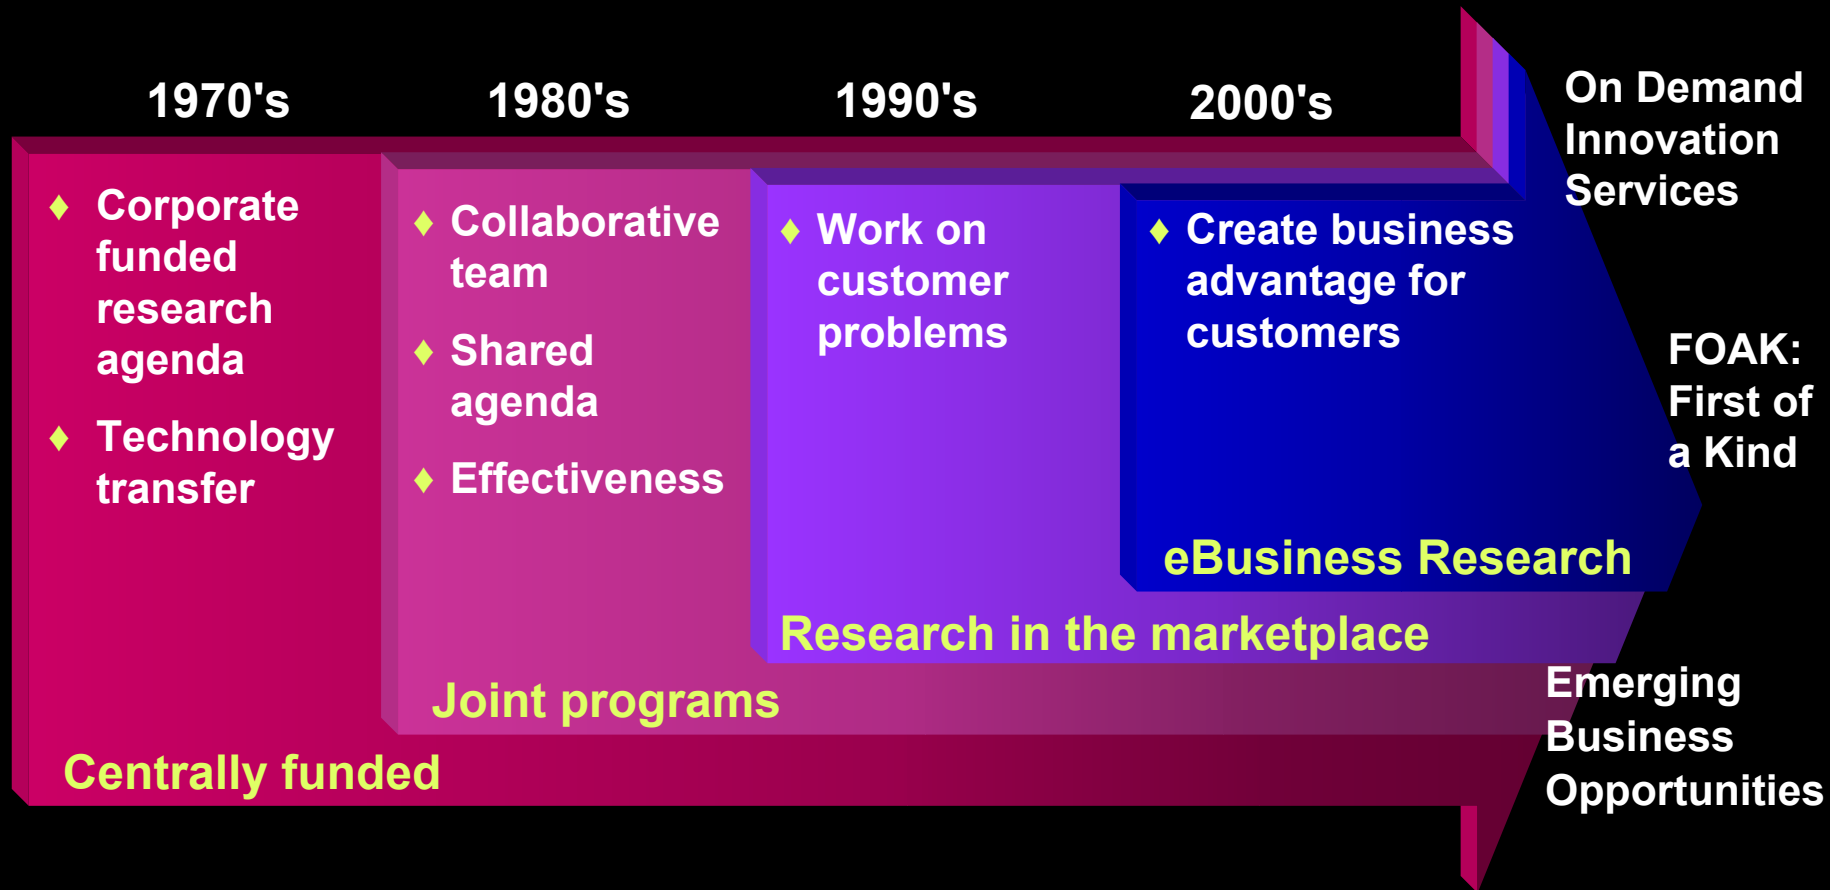 1970's
1980's
1990's
2000's
Corporate
funded
research
agenda
Technology
transfer
Centrally funded
Collaborative
team
Shared
agenda
Effectiveness
Joint programs
Work on
customer
problems
Research in the marketplace
Create business
advantage for
customers
eBusiness Research
On Demand
Innovation
Services
FOAK:
First of
a Kind
Emerging
Business
Opportunities